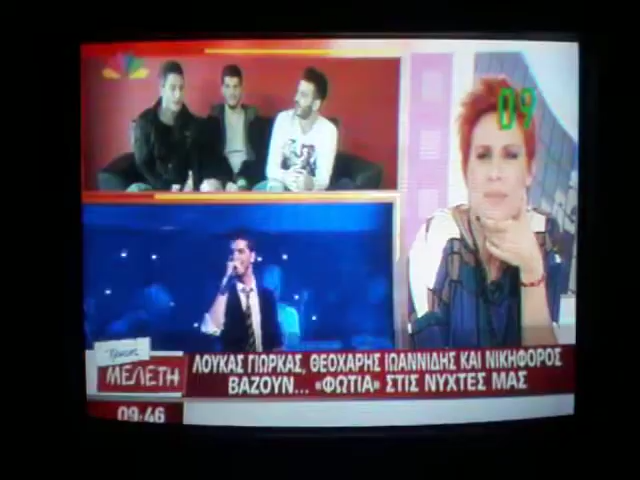 09
Πρωινή
ΜΕΛΕΤΗ
ΛΟΥΚΑΣ ΓΙΩΡΚΑΣ, ΘΕΟΧΑΡΗΣ ΙΩΑΝΝΙΔΗΣ ΚΑΙ ΝΙΚΗΦΟΡΟΣ
ΒΑΖΟΥΝ... «ΦΩΤΙΑ» ΣΤΙΣ ΝΥΧΤΕΣ ΜΑΣ
09:46